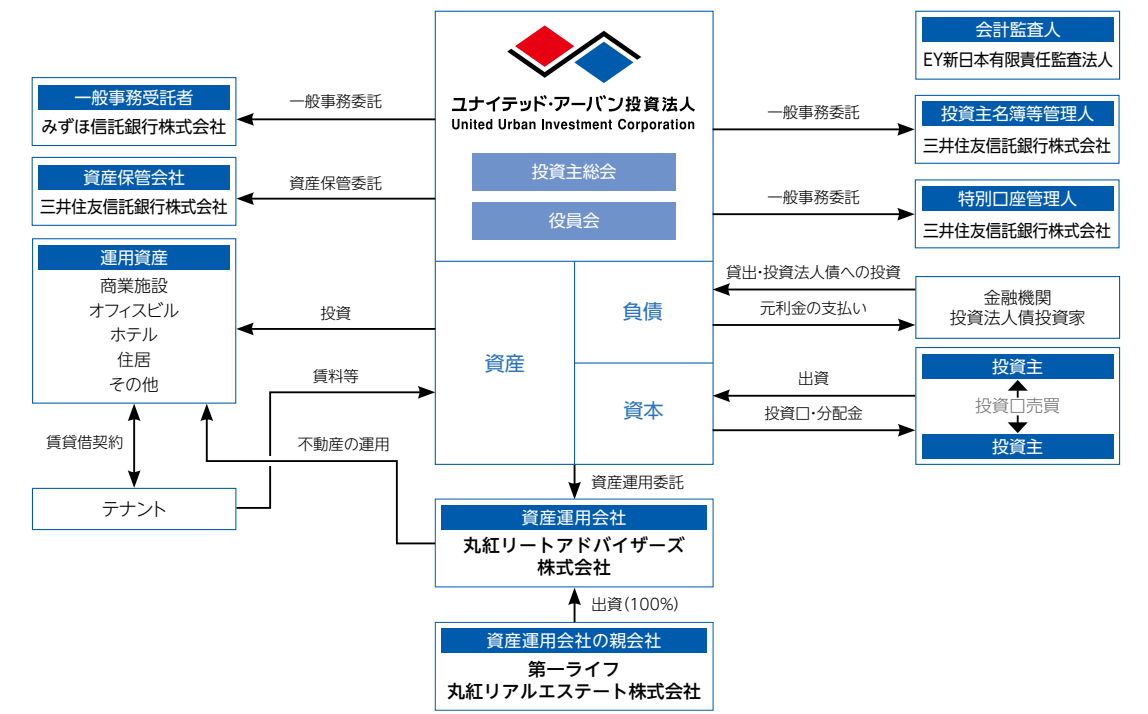 ユナイテッド・アーバン投資法人
United Urban Investment Corporation
投資主総会
役員会
資産
負債
資本
一般事務受託者
みずほ信託銀行株式会社
一般事務委託
資産保管会社
三井住友信託銀行株式会社
資産保管委託
運用資産
商業施設
オフィスビル
ホテル
住居
その他
投資
賃料等
賃貸借契約
不動産の運用
テナント
会計監査人
EY新日本有限責任監査法人
一般事務委託
投資主名簿等管理人
三井住友信託銀行株式会社
一般事務委託
特別口座管理人
三井住友信託銀行株式会社
貸出・投資法人債への投資
元利金の支払い
金融機関
投資法人債投資家
出資
投資口・分配金
投資主
投資口売買
投資主
資産運用委託
資産運用会社
丸紅リートアドバイザーズ
株式会社
出資(100%)
資産運用会社の親会社
第一ライフ
丸紅リアルエステート株式会社